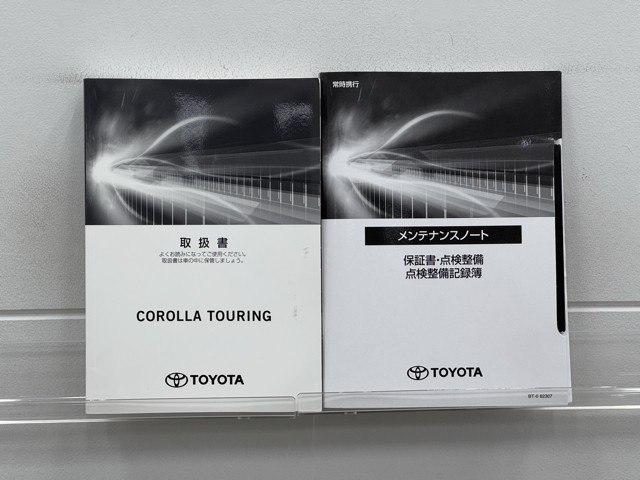 取扱書
よくお読みになってご使用ください。
取扱書は車の中に保管しましょう。
COROLLA TOURING
TOYOTA
常時携行
メンテナンスノート
保証書・点検整備
点検整備記録簿
TOYOTA